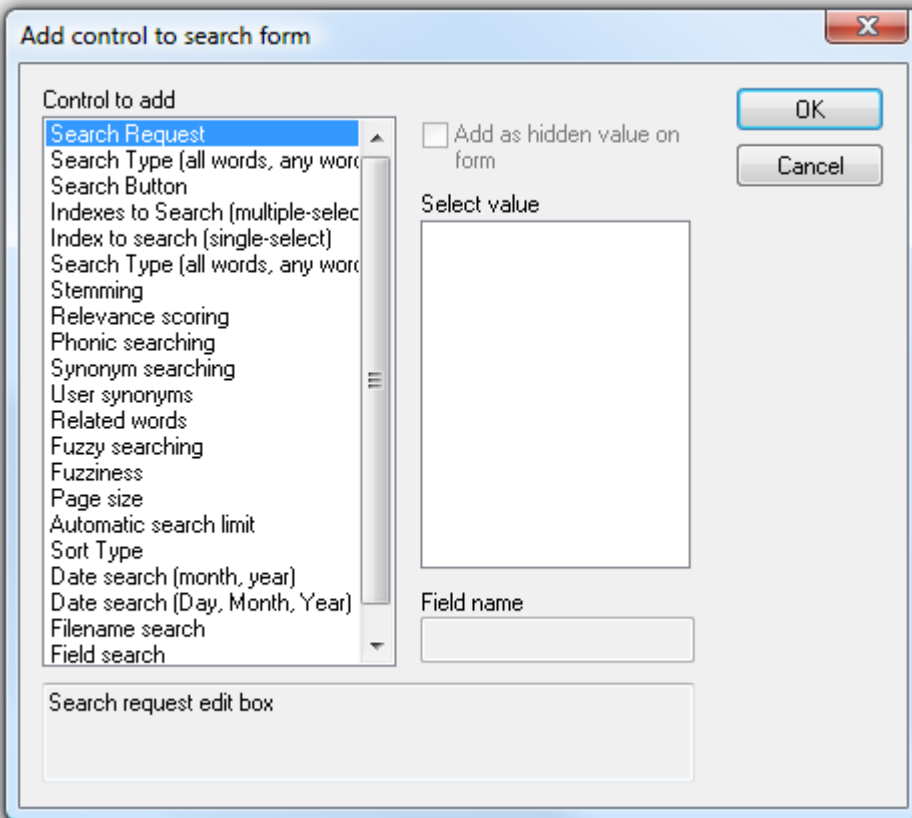 Add control to search form
Control to add
Search Request
Search Type (all words, any word
Search Button
Indexes to Search (multiple-selec
Index to search (single-select)
Search Type (all words, any word
Stemming
Relevance scoring
Phonic searching
Synonym searching
User synonyms
Related words
Fuzzy searching
Fuzziness
Page size
Automatic search limit
Sort Type
Date search (month, year)
Date search (Day, Month, Year)
Filename search
Field search
Add as hidden value on
form
Select value
Field name
OK
Cancel
Search request edit box